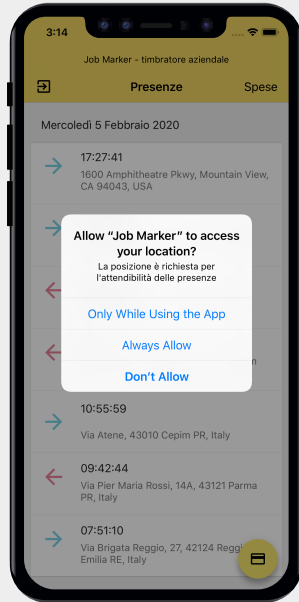 3:14
Job Marker - timbratore aziendale
Presenze
Spese
Mercoledì 5 Febbraio 2020
17:27:41
1600 Amphitheatre Pkwy, Mountain View,
CA 94043, USA
Allow “Job Marker” to access
your location?
La posizione è richiesta per
l'attendibilità delle presenze
Only While Using the App
Always Allow
Don’t Allow
10:55:59
Via Atene, 43010 Cepim PR, Italy
09:42:44
Via Pier Maria Rossi, 14A, 43121 Parma
PR, Italy
07:51:10
Via Brigata Reggio, 27, 42124 Reggio
Emilia RE, Italy